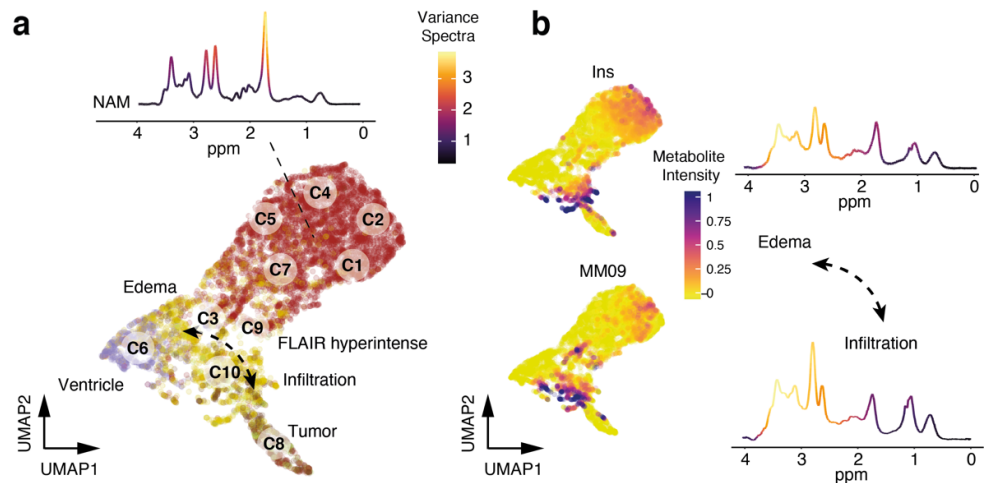 a
NAM
4 3 2 1 0
ppm
Variance
Spectra
3
2
1
C4
C5
C2
C7
C1
Edema
C3
C9
C6
FLAIR hyperintense
C10
Infiltration
Ventricle
Tumor
C8
UMAP2
UMAP1
b
Ins
Metabolite
Intensity
1
0.75
0.5
0.25
–0
MM09
UMAP2
UMAP1
4 3 2 1 0
ppm
Edema
Infiltration
4 3 2 1 0
ppm